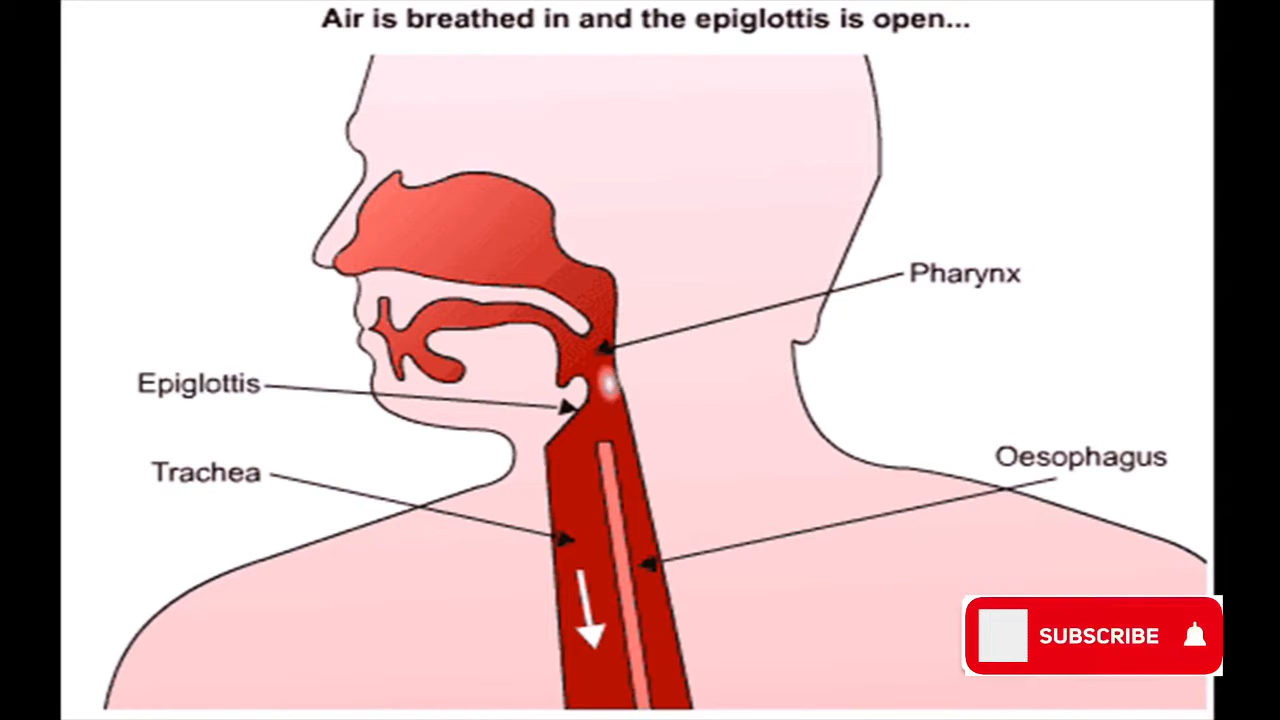 Air is breathed in and the epiglottis is open...
Pharynx
Epiglottis
Oesophagus
Trachea
SUBSCRIBE